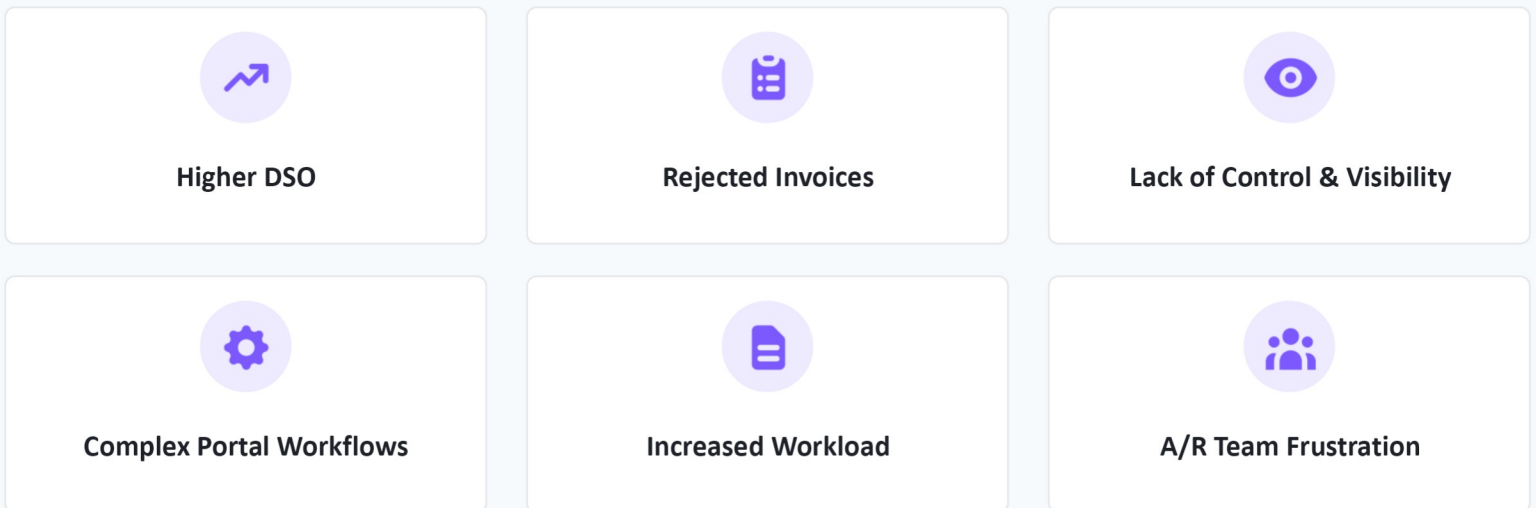 Higher DSO
Rejected Invoices
Lack of Control & Visibility
Complex Portal Workflows
Increased Workload
A/R Team Frustration